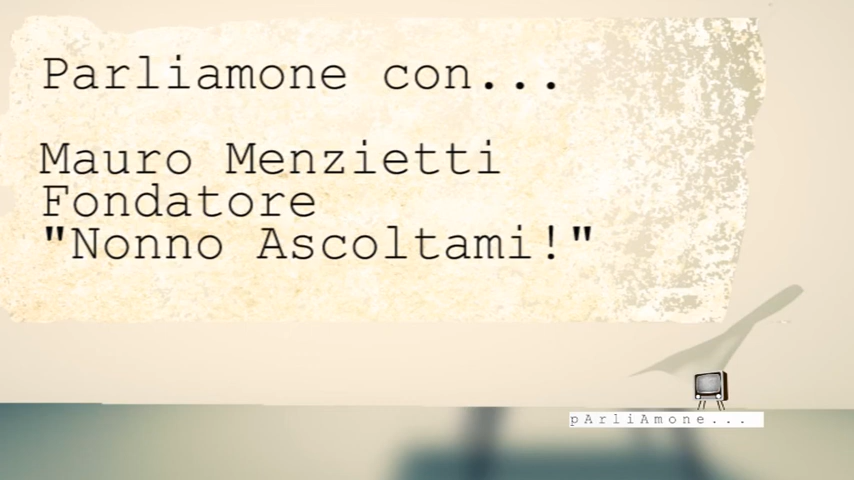 Parliamone con...
Mauro Menzietti
Fondatore
"Nonno Ascoltami!"
pArliAmone...